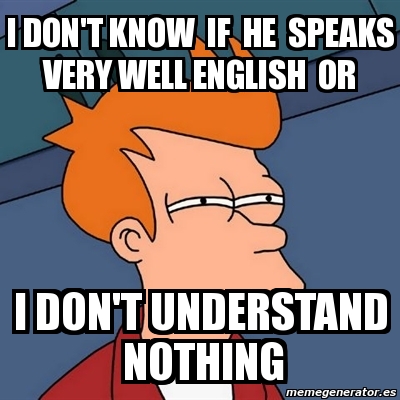 I DON'T KNOW IF HE SPEAKS
VERY WELL ENGLISH OR
I DON'T UNDERSTAND
NOTHING
memegenerator.es